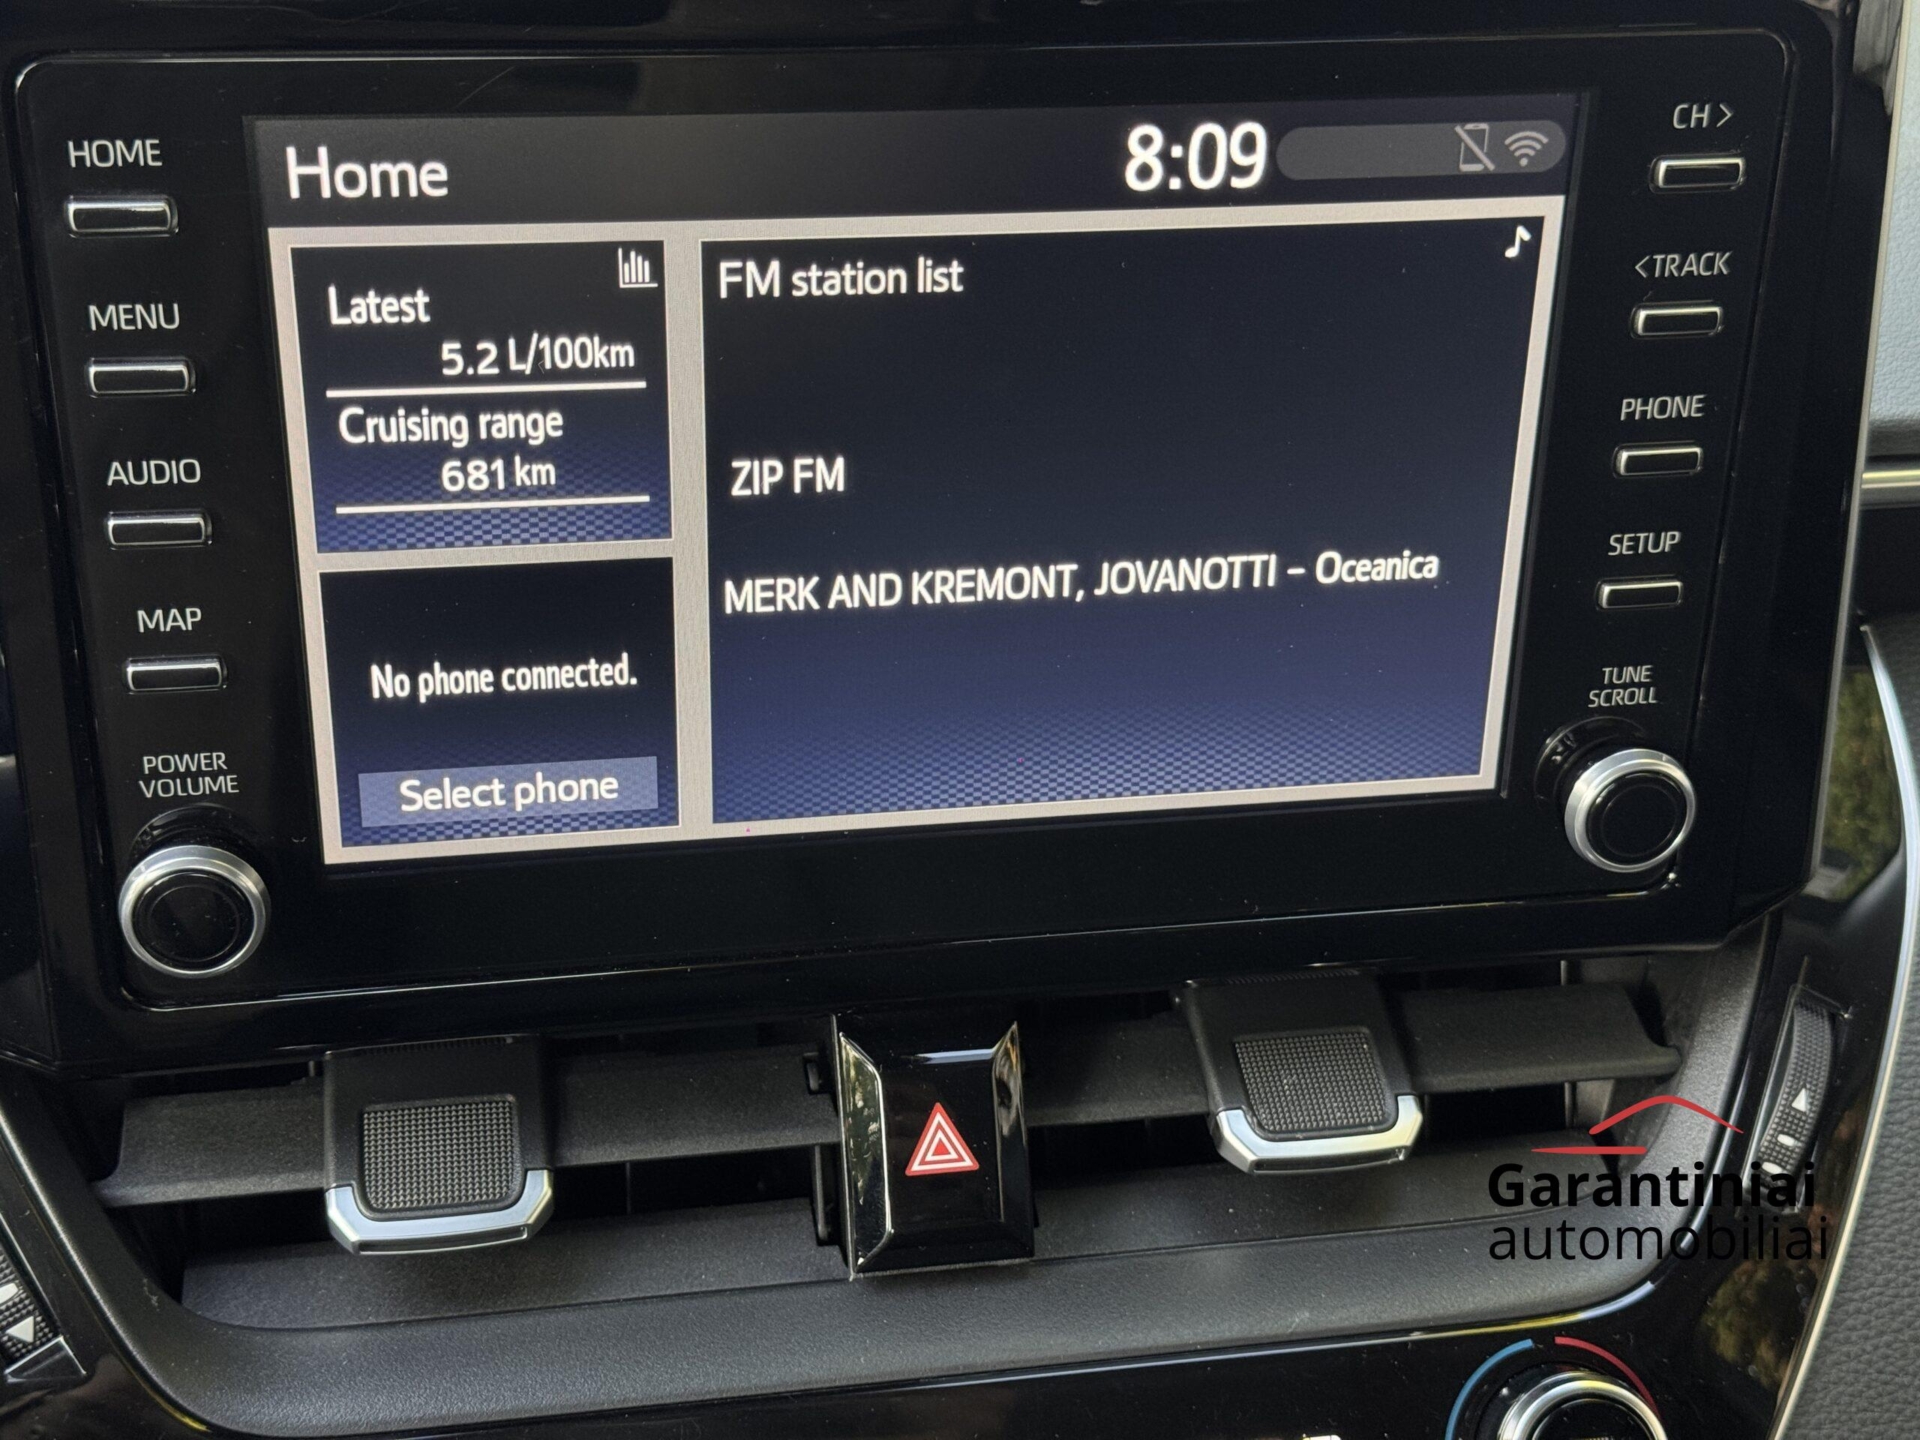 HOME
MENU
AUDIO
MAP
POWER
VOLUME
Home
8:09
Latest
5.2 L/100km
Cruising range
681 km
No phone connected.
Select phone
FM station list
ZIP FM
MERK AND KREMONT, JOVANOTTI - Oceanica
CH >
<TRACK
PHONE
SETUP
TUNE
SCROLL
Garantiniai
automobiliai